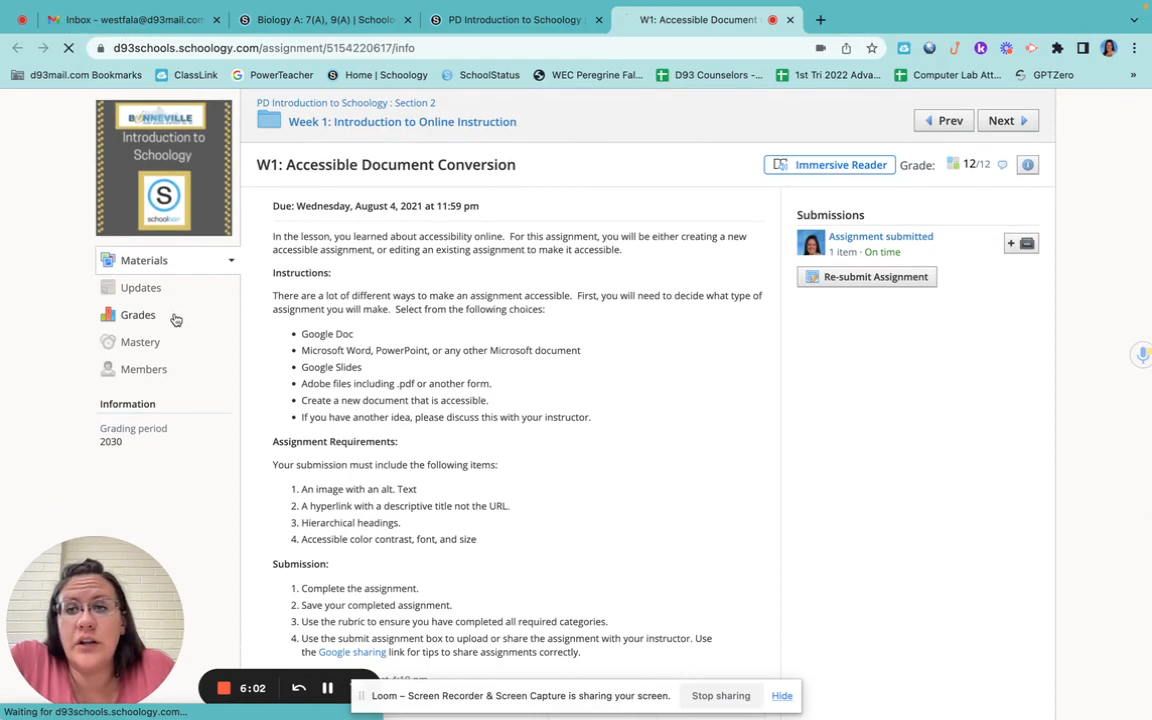 Inbox - westfala@d93mail.com
Biology A: 7(A), 9(A) | Schoolo
PD Introduction to Schoology
W1: Accessible Document
d93schools.schoology.com/assignment/5154220617/info
d93mail.com Bookmarks
ClassLink
PowerTeacher
Home | Schoology
SchoolStatus
WEC Peregrine Fal...
D93 Counselors -...
1st Tri 2022 Adva...
Computer Lab Att...
GPTZero
»
BONNEVILLE
Introduction to
Schoology
S
schoology
PD Introduction to Schoology : Section 2
Week 1: Introduction to Online Instruction
Prev
Next
W1: Accessible Document Conversion
Immersive Reader
Grade:
12/12
Due: Wednesday, August 4, 2021 at 11:59 pm
In the lesson, you learned about accessibility online. For this assignment, you will be either creating a new
accessible assignment, or editing an existing assignment to make it accessible.
Instructions:
There are a lot of different ways to make an assignment accessible. First, you will need to decide what type of
assignment you will make. Select from the following choices:
• Google Doc
• Microsoft Word, PowerPoint, or any other Microsoft document
• Google Slides
• Adobe files including .pdf or another form.
• Create a new document that is accessible.
• If you have another idea, please discuss this with your instructor.
Assignment Requirements:
Your submission must include the following items:
1. An image with an alt. Text
2. A hyperlink with a descriptive title not the URL.
3. Hierarchical headings.
4. Accessible color contrast, font, and size
Submission:
1. Complete the assignment.
2. Save your completed assignment.
3. Use the rubric to ensure you have completed all required categories.
4. Use the submit assignment box to upload or share the assignment with your instructor. Use
the Google sharing link for tips to share assignments correctly.
Submissions
Assignment submitted
1 item · On time
Re-submit Assignment
Materials
Updates
Grades
Mastery
Members
Information
Grading period
2030
6:02
Loom – Screen Recorder & Screen Capture is sharing your screen.
Stop sharing
Hide
Waiting for d93schools.schoology.com...